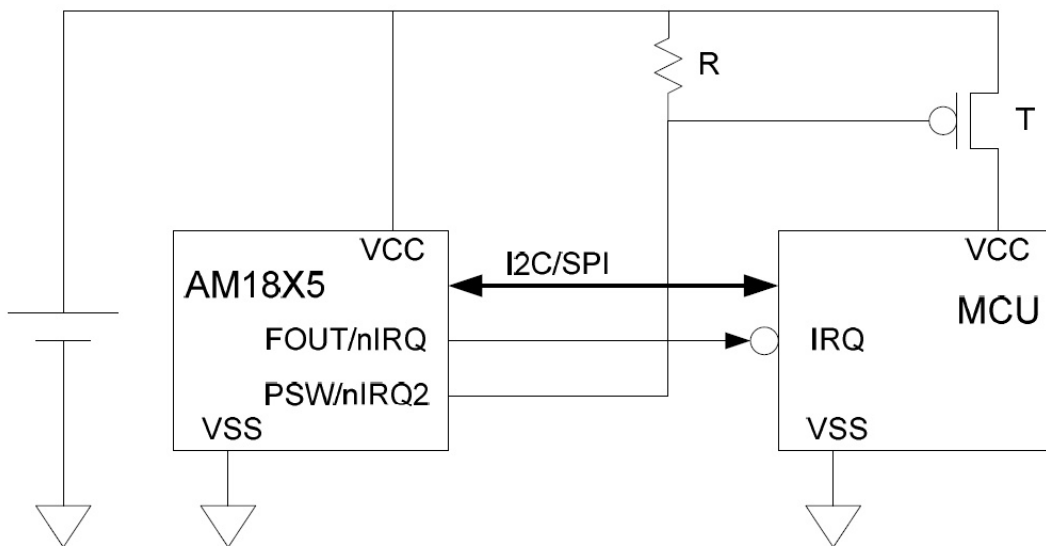 R
T
VCC
AM18X5
I2C/SPI
VCC
MCU
FOUT/nIRQ
IRQ
PSW/nIRQ2
VSS
VSS